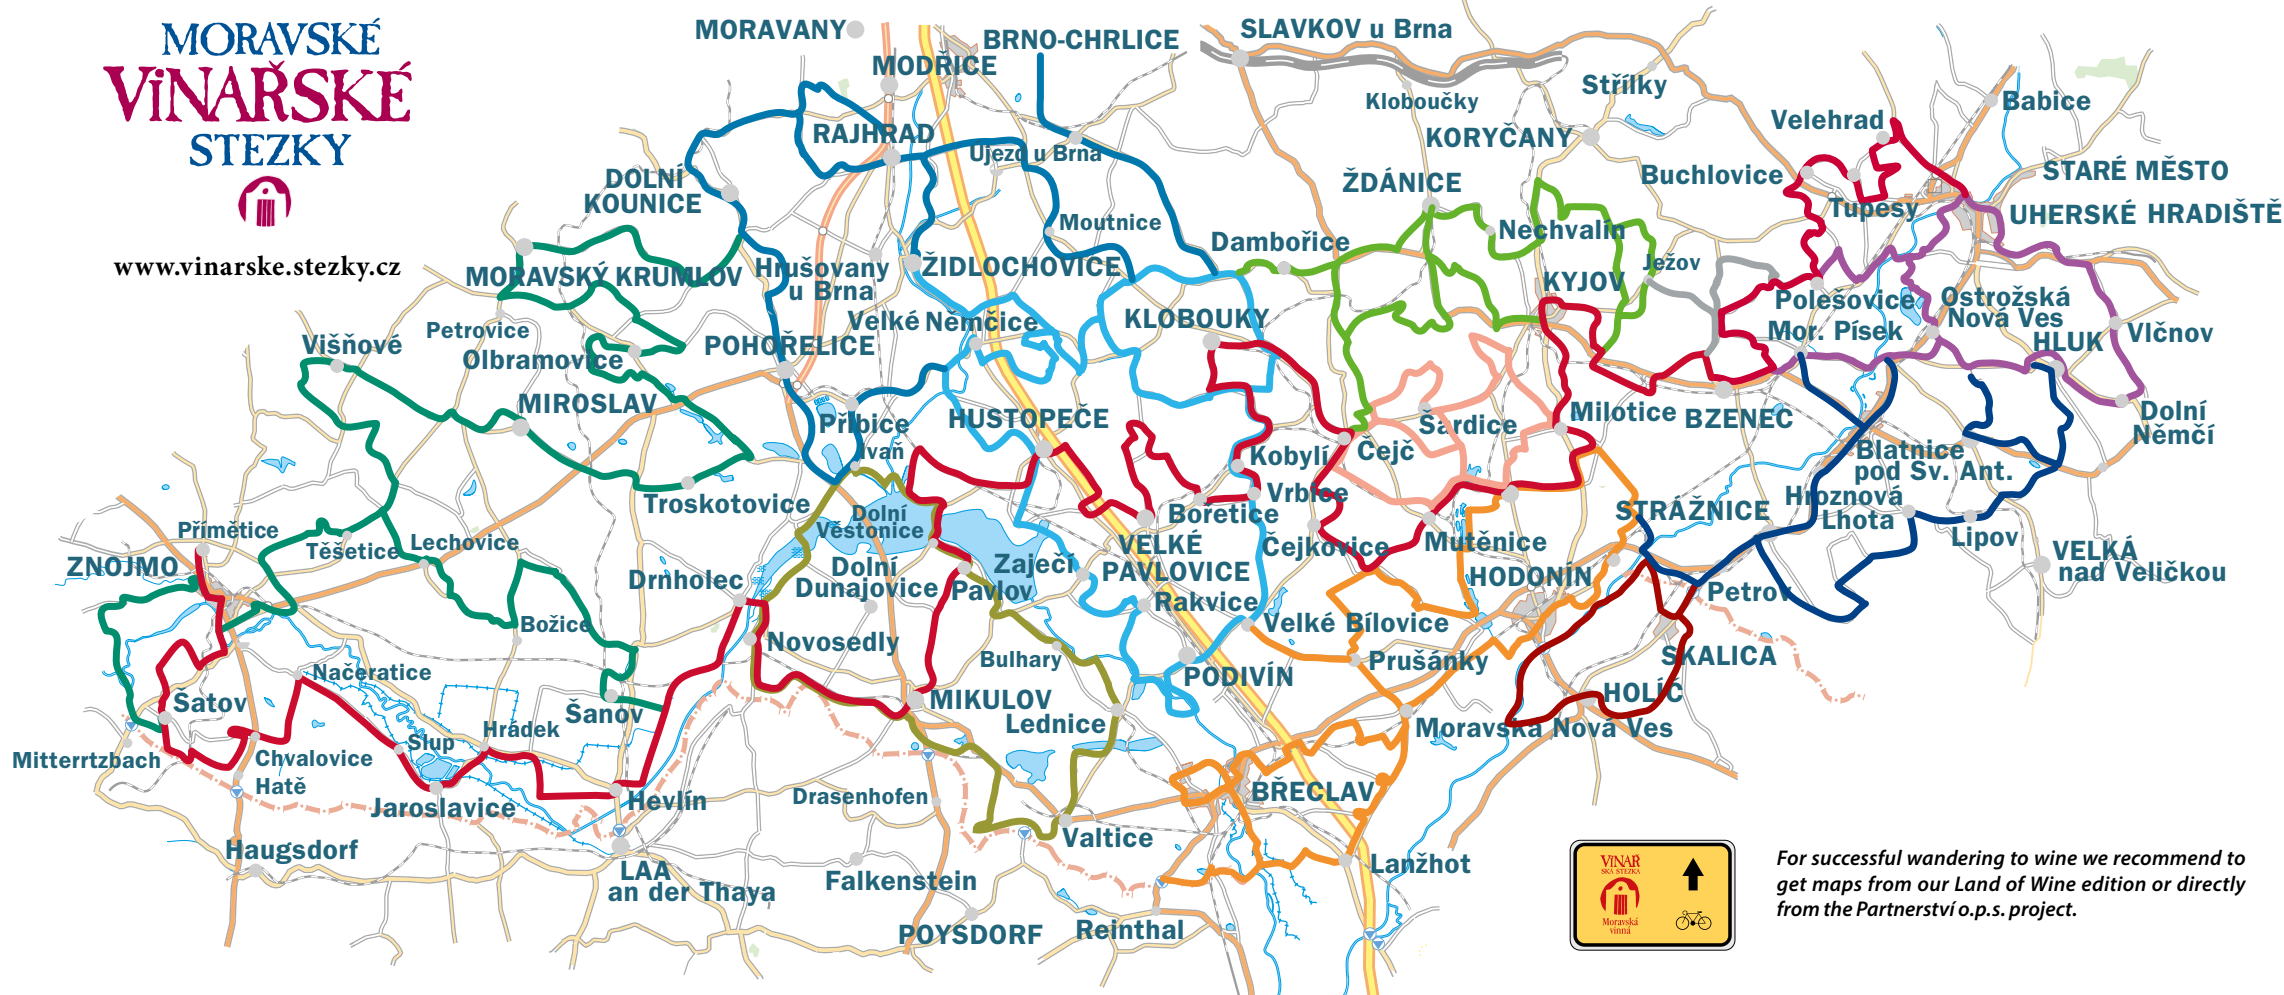 MORAVSKÉ
ViNAŘSKÉ
STEZKY
www.vinarske.stezky.cz
MORAVANY
MODŘICE
BRNO-CHRLICE
SLAVKOV u Brna
Kloboučky
Střílky
KORYČANY
Velehrad
Babice
RAJHRAD
Ujezd u Brna
DOLNÍ
KOUNICE
ŽDÁNICE
Buchlovice
STARÉ MĚSTO
Tupesy
UHERSKÉ HRADIŠTĚ
Moutnice
Nechvalín
Dambořice
MORAVSKÝ KRUMLOV
Hrušovany
u Brna
ŽIDLOCHOVICE
KYJOV
Ježov
Polešovice
Ostrožská
Nová Ves
Petrovice
Velké Němčice
KLOBOUKY
Mor. Písek
HLUK
Vlčnov
Višňové
Olbramovice
POHOŘELICE
MIROSLAV
Přibice
HUSTOPEČE
Šardice
Milotice
BZENEC
Dolní
Němčí
Ivaň
Kobylí
Čejč
Blatnice
pod Sv. Ant.
Troskotovice
Vrbice
Bořetice
Hroznová
Lhota
STRÁŽNICE
Lipov
Dolní
Věstonice
Přímětice
Těšetice
Lechovice
VELKÉ
PAVLOVICE
Čejkovice
Mutěnice
VELKÁ
nad Veličkou
ZNOJMO
Drnholec
Dolní
Dunajovice
Pavlov
Zaječí
Rakvice
HODONÍN
Petrov
Božice
Velké Bílovice
Novosedly
Bulhary
Prušánky
SKALICA
Načeratice
PODIVÍN
Šatov
Šanov
MIKULOV
Lednice
HOLÍC
Moravská Nová Ves
Hrádek
Slup
Mitterrtzbach
Chvalovice
Hatě
Jaroslavice
Hevlín
Drasenhofen
BŘECLAV
Valtice
Haugsdorf
LAA
an der Thaya
Falkenstein
Lanžhot
POYSDORF
Reinthal
ViNAŘ
SKÁ STEZKA
Moravská
vinná
For successful wandering to wine we recommend to
get maps from our Land of Wine edition or directly
from the Partnerství o.p.s. project.